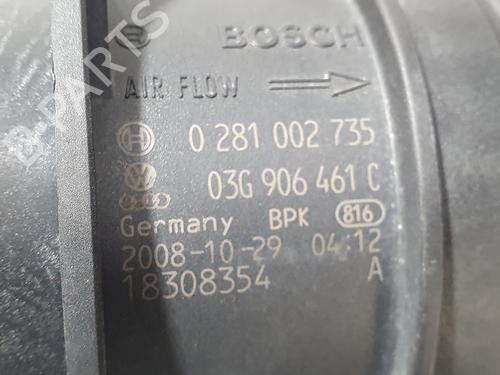 BOSCH
AIR FLOW
0 281 002 735
03G 906 461 C
Germany BPK 816
2008-10-29 04:12
18308354 A